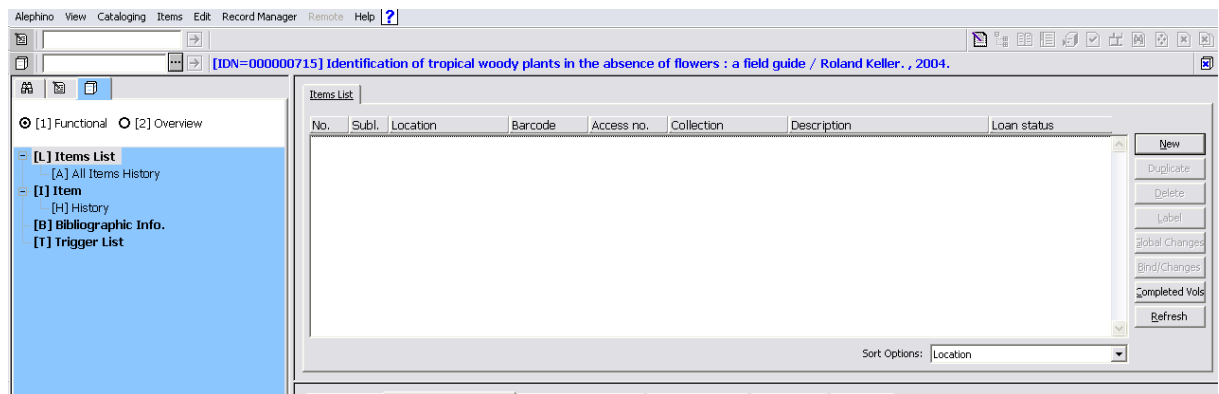 Alephino View Cataloging Items Edit Record Manager Remote Help ?
[IDN=000000715] Identification of tropical woody plants in the absence of flowers : a field guide / Roland Keller. , 2004.
[1] Functional [2] Overview
[L] Items List
[A] All Items History
[I] Item
[H] History
[B] Bibliographic Info.
[T] Trigger List
Items List
No. Subl. Location Barcode Access no. Collection Description Loan status
New
Duplicate
Delete
Label
Global Changes
Bind/Changes
Completed Vols
Refresh
Sort Options: Location